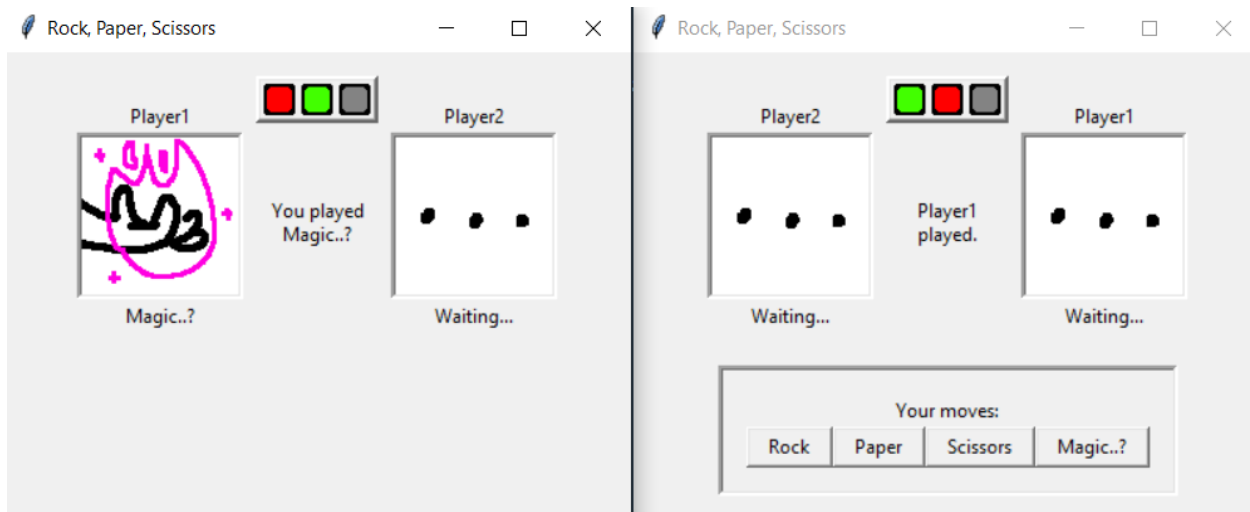 Rock, Paper, Scissors
Player1
Player2
You played
Magic..?
Magic..?
Waiting...
Rock, Paper, Scissors
Player2
Player1
Player1
played.
Waiting...
Waiting...
Your moves:
Rock Paper Scissors Magic..?